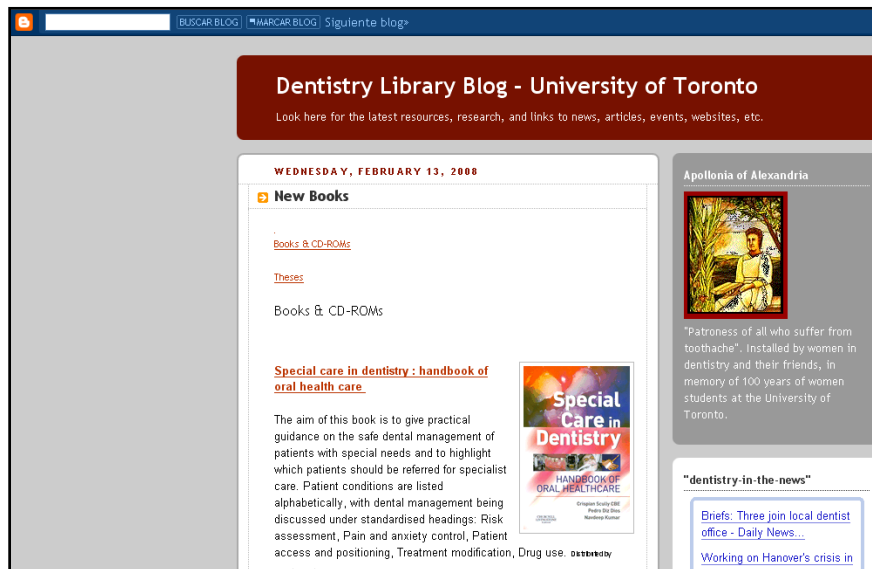 BUSCAR BLOG MARCAR BLOG Siguiente blog»
Dentistry Library Blog - University of Toronto
Look here for the latest resources, research, and links to news, articles, events, websites, etc.
WEDNESDAY, FEBRUARY 13, 2008
New Books
Books & CD-ROMs
Theses
Books & CD-ROMs
Special care in dentistry : handbook of
oral health care
The aim of this book is to give practical
guidance on the safe dental management of
patients with special needs and to highlight
which patients should be referred for specialist
care. Patient conditions are listed
alphabetically, with dental management being
discussed under standardised headings: Risk
assessment, Pain and anxiety control, Patient
access and positioning, Treatment modification, Drug use. Distributed by
Special
Care in
Dentistry
HANDBOOK OF
ORAL HEALTHCARE
Crispian Scully CBE
Pedro Diz Dios
Navdeep Kumar
Apollonia of Alexandria
"Patroness of all who suffer from
toothache". Installed by women in
dentistry and their friends, in
memory of 100 years of women
students at the University of
Toronto.
"dentistry-in-the-news"
Briefs: Three join local dentist
office - Daily News...
Working on Hanover's crisis in